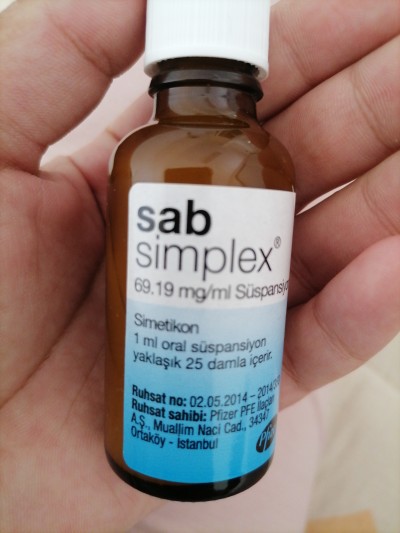 sab
simplex®
69.19 mg/ml
Simetikon
1 ml oral süspansiyon
yaklaşık 25 damla içerir.
Ruhsat no: 02.05.2014 –
Ruhsat sahibi: Pfizer PFE İlaçları
A.Ş., Muallim Naci Cad., 34347
Ortaköy - İstanbul